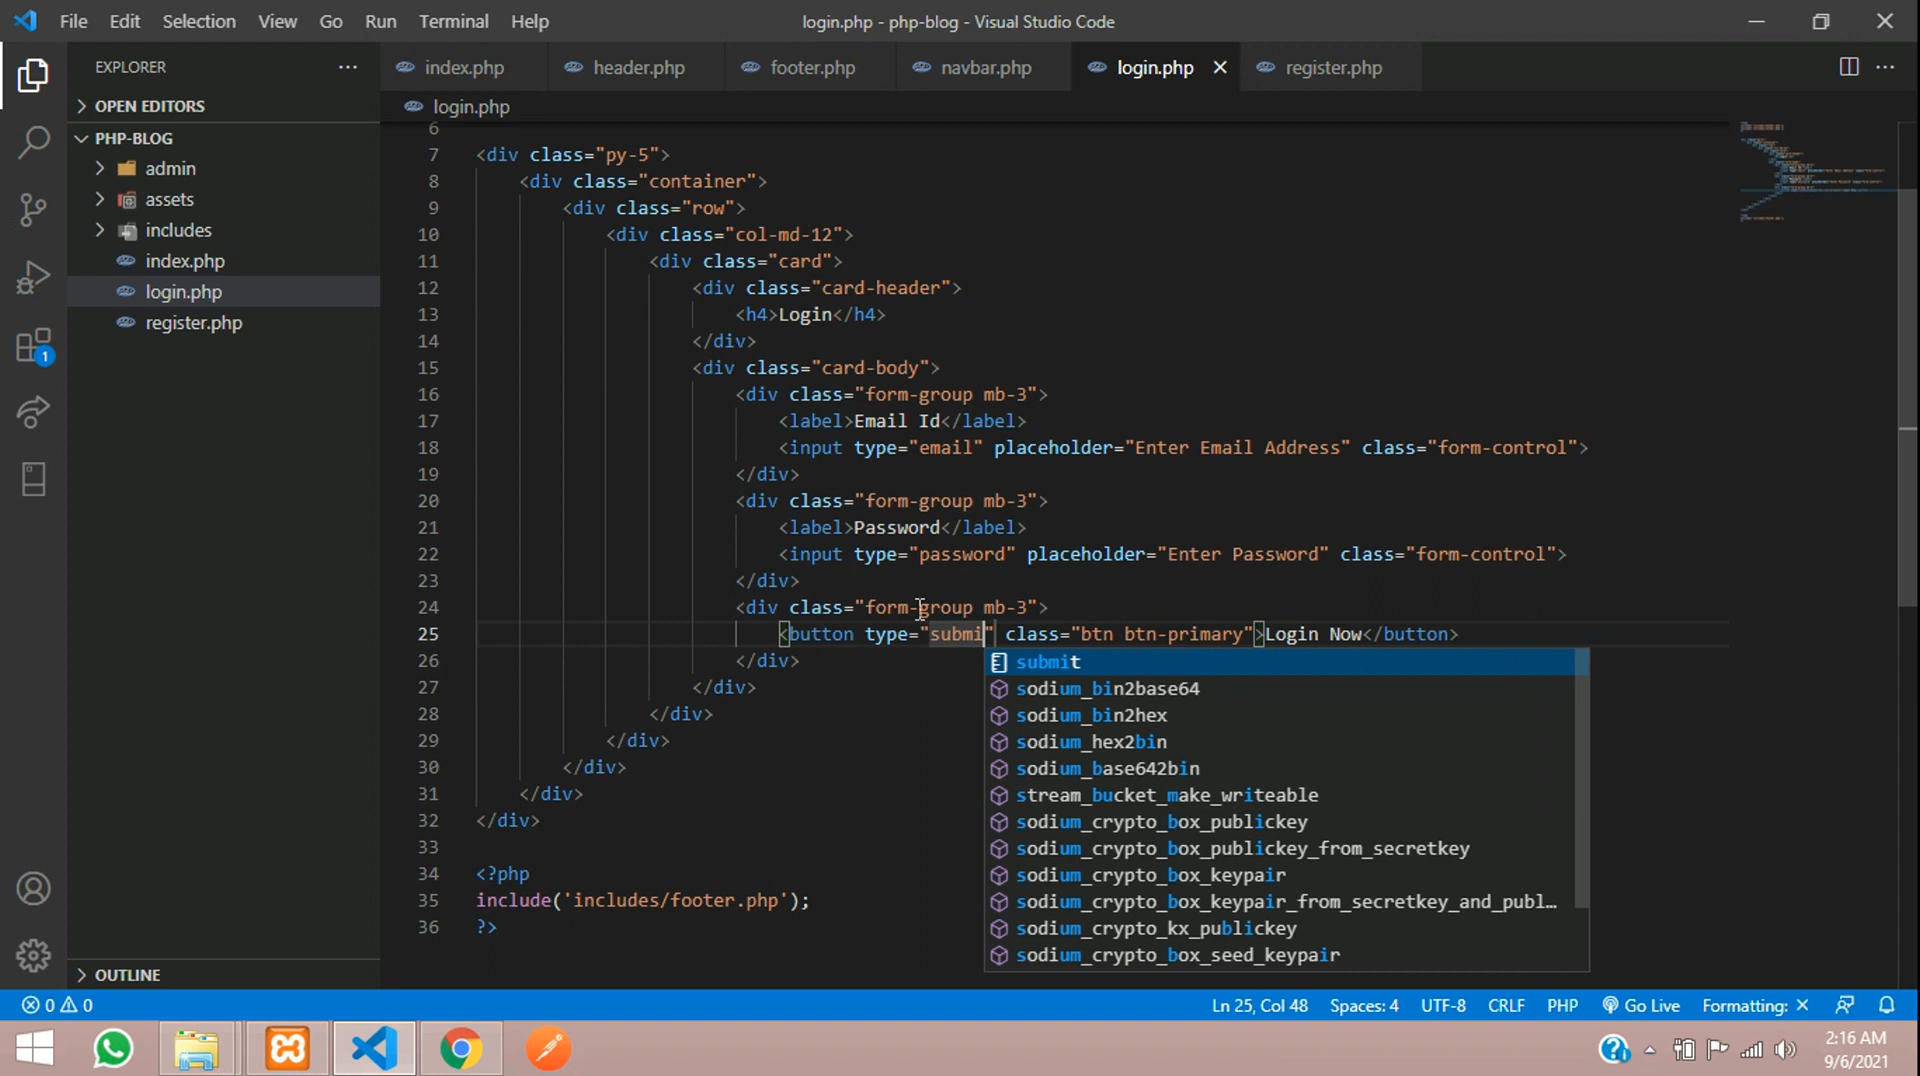 File Edit Selection View Go Run Terminal Help
login.php - php-blog - Visual Studio Code
EXPLORER
index.php
header.php
footer.php
navbar.php
login.php
register.php
OPEN EDITORS
login.php
PHP-BLOG
admin
assets
includes
index.php
login.php
register.php
6
7 <div class="py-5">
8 <div class="container">
9 <div class="row">
10 <div class="col-md-12">
11 <div class="card">
12 <div class="card-header">
13 <h4>Login</h4>
14 </div>
15 <div class="card-body">
16 <div class="form-group mb-3">
17 <label>Email Id</label>
18 <input type="email" placeholder="Enter Email Address" class="form-control">
19 </div>
20 <div class="form-group mb-3">
21 <label>Password</label>
22 <input type="password" placeholder="Enter Password" class="form-control">
23 </div>
24 <div class="form-group mb-3">
25 <button type="submi" class="btn btn-primary">Login Now</button>
26 </div>
27 </div>
28 </div>
29 </div>
30 </div>
31 </div>
32 </div>
33
34 <?php
35 include('includes/footer.php');
36 ?>
submit
sodium_bin2base64
sodium_bin2hex
sodium_hex2bin
sodium_base642bin
stream_bucket_make_writeable
sodium_crypto_box_publickey
sodium_crypto_box_publickey_from_secretkey
sodium_crypto_box_keypair
sodium_crypto_box_keypair_from_secretkey_and_publ…
sodium_crypto_kx_publickey
sodium_crypto_box_seed_keypair
1
OUTLINE
0 0
Ln 25, Col 48 Spaces: 4 UTF-8 CRLF PHP Go Live Formatting: ×
2:16 AM
9/6/2021